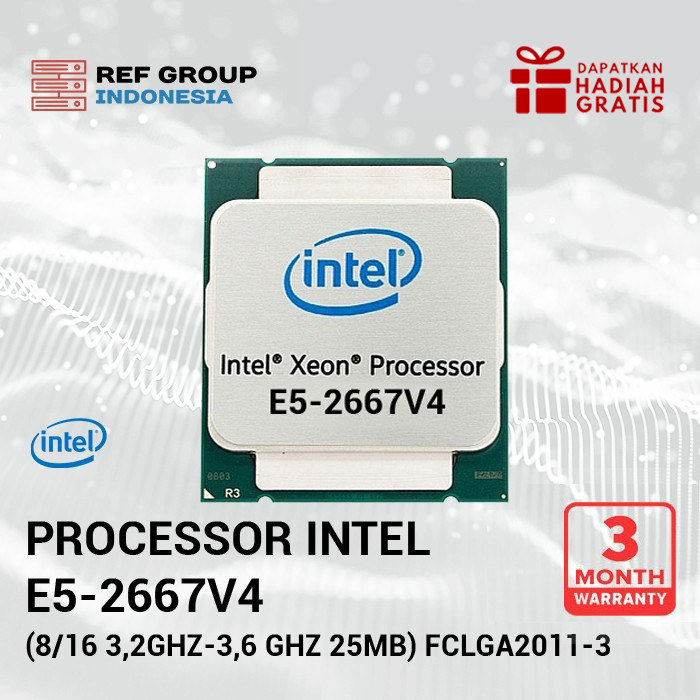 REF GROUP
INDONESIA
DAPATKAN
HADIAH
GRATIS
intel
Intel® Xeon® Processor
E5-2667V4
intel
0803
R3
PROCESSOR INTEL
E5-2667V4
(8/16 3,2GHZ-3,6 GHZ 25MB) FCLGA2011-3
3
MONTH
WARRANTY